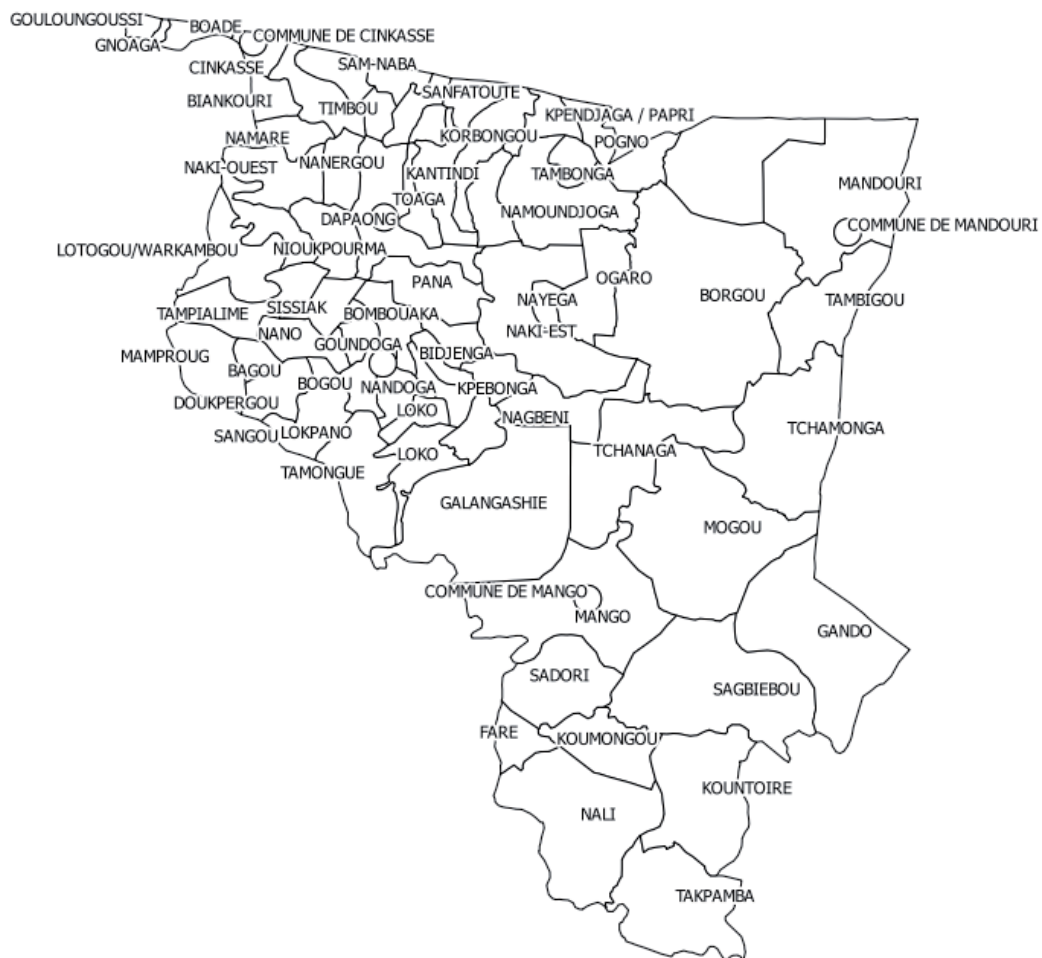 GOULOUNGOUSSI
BOADE
COMMUNE DE CINKASSE
GNOAGA
CINKASSE
SAM-NABA
BIANKOURI
TIMBOU
SANFATOUTE
KPENDJAGA / PAPRI
NAMARE
KORBONGOU
POGNO
NAKI-OUEST
NANERGOU
KANTINDI
TAMBONGA
MANDOURI
TOAGA
DAPAONG
NAMOUNDJOGA
COMMUNE DE MANDOURI
LOTOGOU/WARKAMBOU
NIOUKPOURMA
PANA
OGARO
BORGOU
TAMBIGOU
TAMPIALIME
SISSIAK
BOMBOUAKA
NAYEGA
NANO
NAKI-EST
MAMPROUG
GOUNDOGA
BIDJENGA
BAGOU
BOGOU
NANDOGA
KPEBONGA
DOUKPERGOU
LOKO
NAGBENI
SANGOU
LOKPANO
TCHAMONGA
TAMONGUE
LOKO
TCHANAGA
GALANGASHIE
MOGOU
COMMUNE DE MANGO
MANGO
GANDO
SADORI
SAGBIEBOU
FARE
KOUMONGOU
KOUNTOIRE
NALI
TAKPAMBA